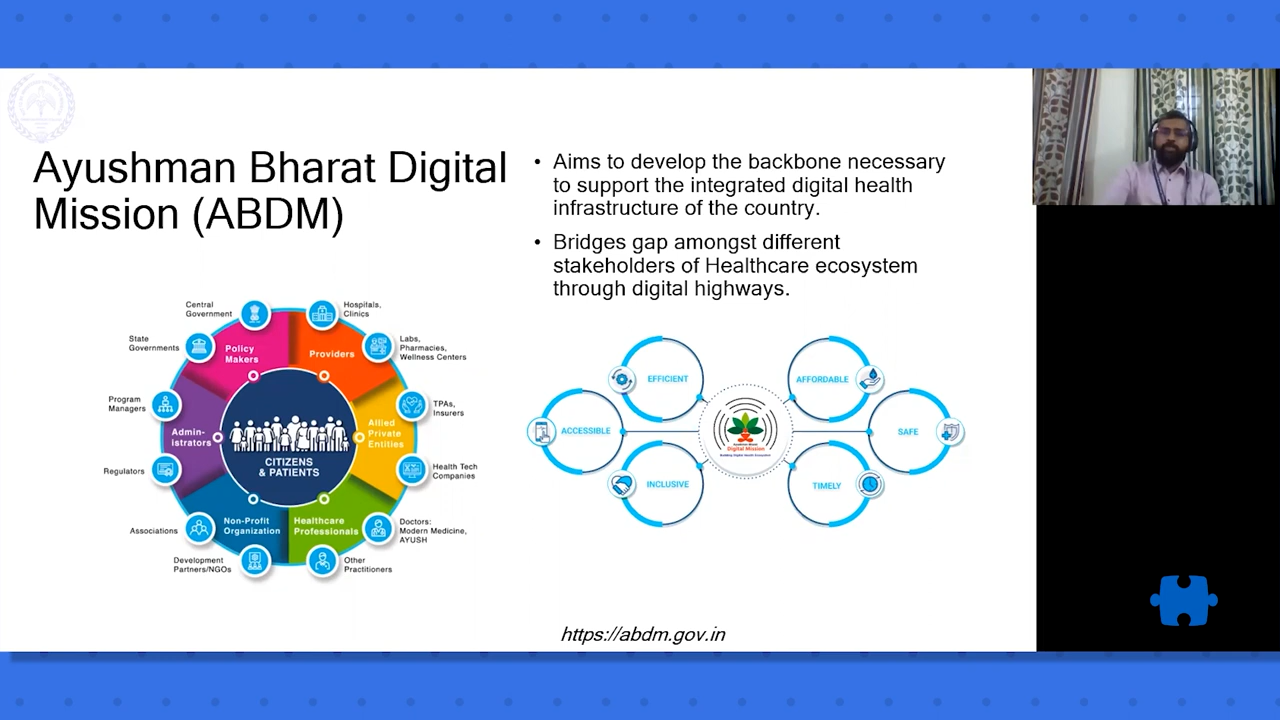 Ayushman Bharat Digital
Mission (ABDM)
• Aims to develop the backbone necessary
to support the integrated digital health
infrastructure of the country.
• Bridges gap amongst different
stakeholders of Healthcare ecosystem
through digital highways.
Central
Government
Hospitals,
Clinics
State
Governments
Policy
Makers
Providers
Labs,
Pharmacies,
Wellness Centers
Program
Managers
TPAs,
Insurers
Admin-
istrators
Allied
Private
Entities
CITIZENS
& PATIENTS
Regulators
Health Tech
Companies
Non-Profit
Organization
Healthcare
Professionals
Associations
Doctors:
Modern Medicine,
AYUSH
Development
Partners/NGOs
Other
Practitioners
EFFICIENT
AFFORDABLE
ACCESSIBLE
SAFE
INCLUSIVE
TIMELY
Digital Mission
https://abdm.gov.in